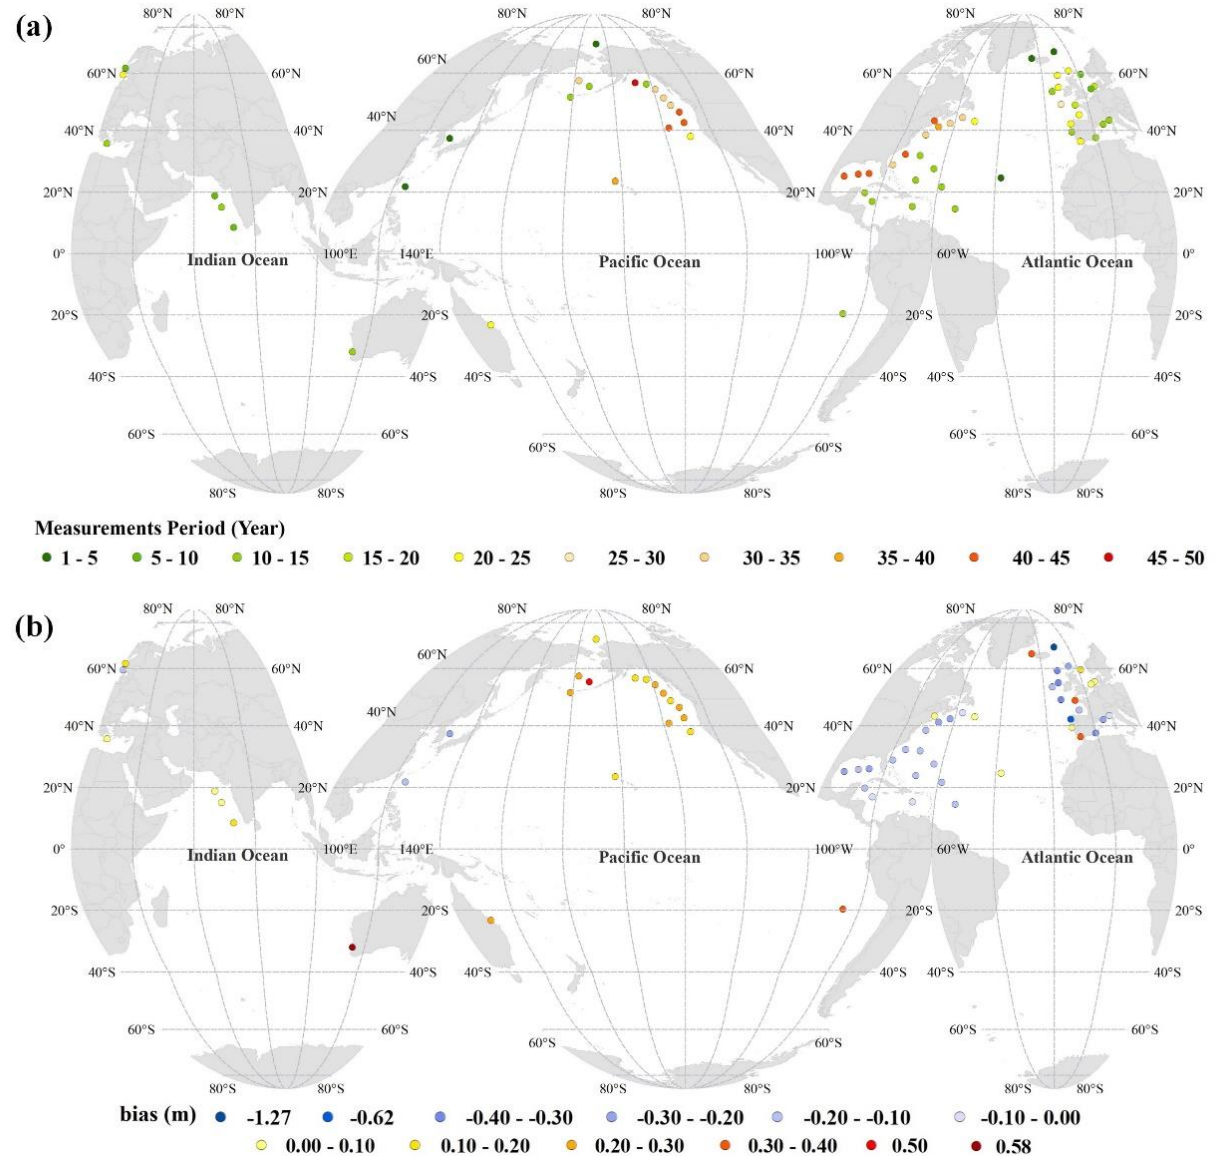 (a)
80°N 80°N 80°N 80°N 80°N 80°N
60°N 60°N 60°N 60°N 60°N
40°N 40°N 40°N 40°N 40°N 40°N
20°N 20°N 20°N 20°N 20°N
0° 100°E 140°E 100°W 60°W 0°
Indian Ocean Pacific Ocean Atlantic Ocean
20°S 20°S 20°S 20°S
40°S 40°S 40°S 40°S 40°S
60°S 60°S 60°S 60°S 60°S
80°S 80°S 80°S 80°S 80°S 80°S
Measurements Period (Year)
1 - 5 5 - 10 10 - 15 15 - 20 20 - 25 25 - 30 30 - 35 35 - 40 40 - 45 45 - 50
(b)
80°N 80°N 80°N 80°N 80°N 80°N
60°N 60°N 60°N 60°N 60°N
40°N 40°N 40°N 40°N 40°N 40°N
20°N 20°N 20°N 20°N 20°N
0° 100°E 140°E 100°W 60°W 0°
Indian Ocean Pacific Ocean Atlantic Ocean
20°S 20°S 20°S 20°S
40°S 40°S 40°S 40°S 40°S
60°S 60°S 60°S 60°S 60°S
80°S 80°S 80°S 80°S 80°S
bias (m) -1.27 -0.62 -0.40 - -0.30 -0.30 - -0.20 -0.20 - -0.10 -0.10 - 0.00
0.00 - 0.10 0.10 - 0.20 0.20 - 0.30 0.30 - 0.40 0.50 0.58